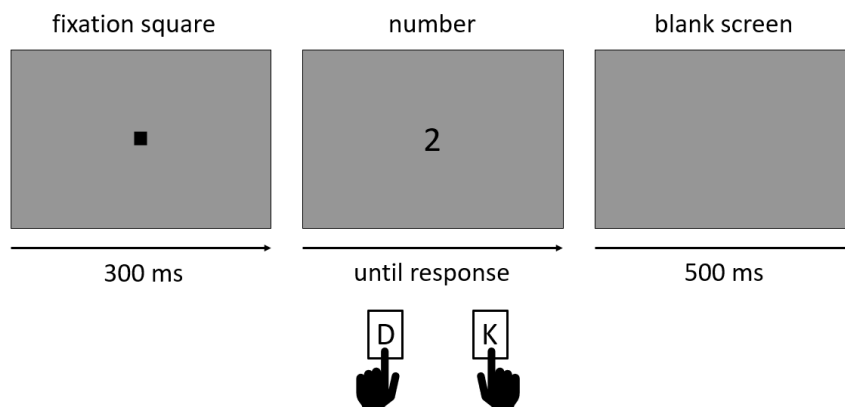 fixation square
number
blank screen
2
300 ms
until response
500 ms
D
K